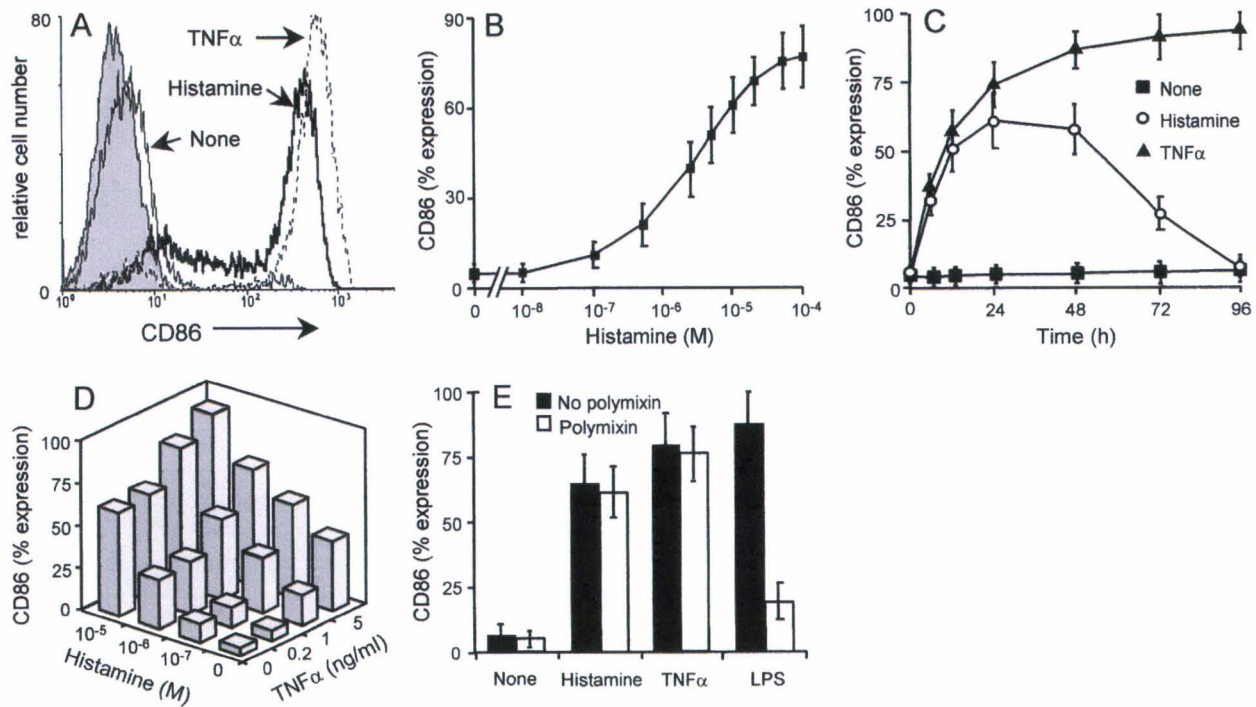 A
80
0
relative cell number
TNFα
Histamine
None
10⁰
10¹
10²
10³
CD86
B
90
60
30
0
CD86 (% expression)
0
10⁻⁸
10⁻⁷
10⁻⁶
10⁻⁵
10⁻⁴
Histamine (M)
C
100
75
50
25
0
CD86 (% expression)
None
Histamine
TNFα
0
24
48
72
96
Time (h)
D
100
75
50
25
0
CD86 (% expression)
10⁻⁵
10⁻⁶
10⁻⁷
0
Histamine (M)
0
0.2
1
5
TNFα (ng/ml)
E
No polymixin
Polymixin
100
75
50
25
0
CD86 (% expression)
None
Histamine
TNFα
LPS